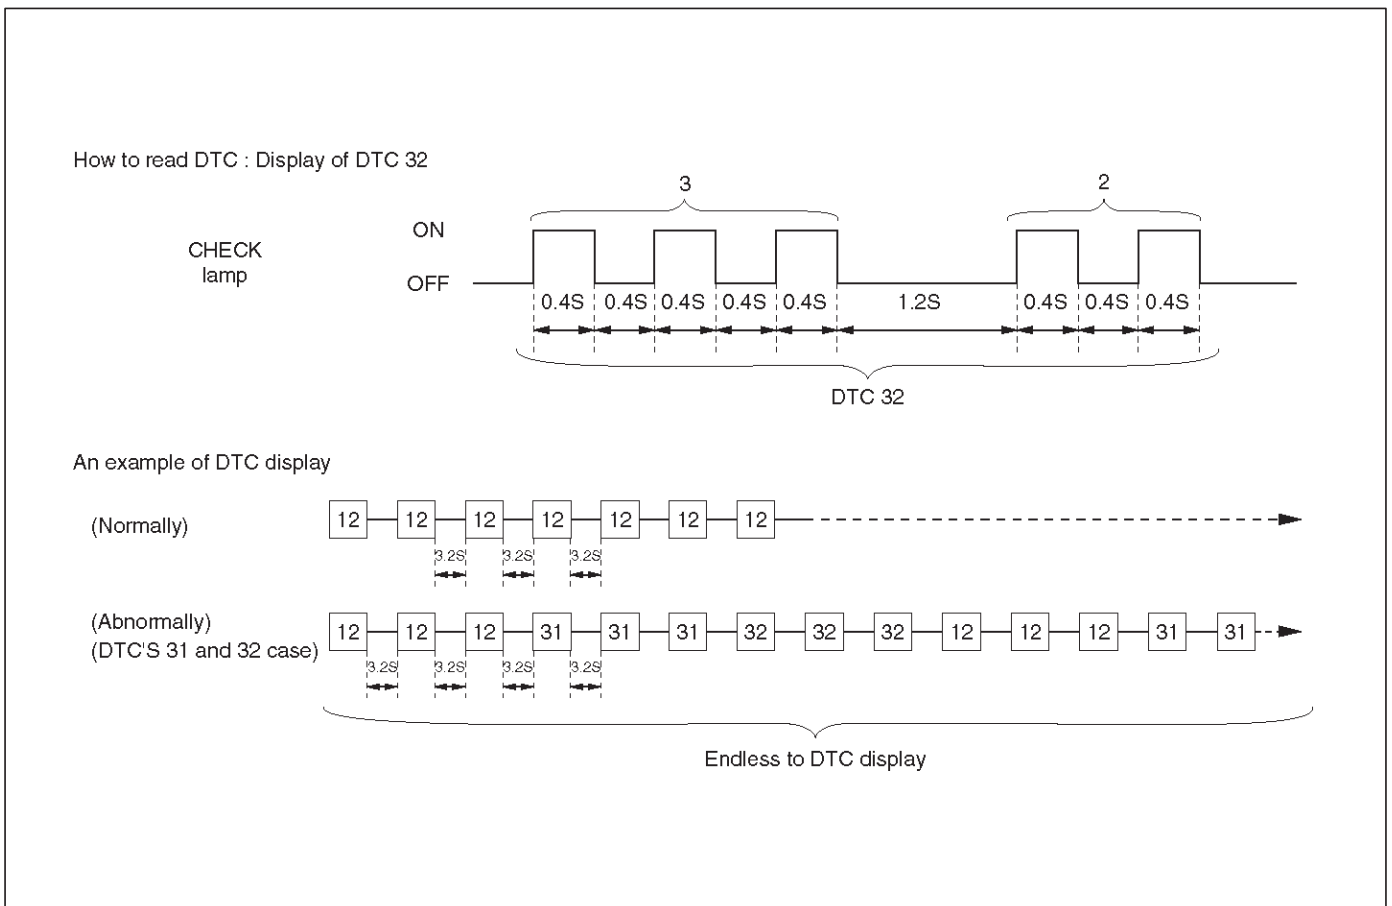 How to read DTC : Display of DTC 32
3 2
ON
CHECK
lamp
OFF
0.4S 0.4S 0.4S 0.4S 0.4S 1.2S 0.4S 0.4S 0.4S
DTC 32
An example of DTC display
(Normally) 12 12 12 12 12 12 12
3.2S 3.2S 3.2S
(Abnormally)
(DTC'S 31 and 32 case)
12 12 12 31 31 31 32 32 32 12 12 12 31 31
3.2S 3.2S 3.2S 3.2S
Endless to DTC display